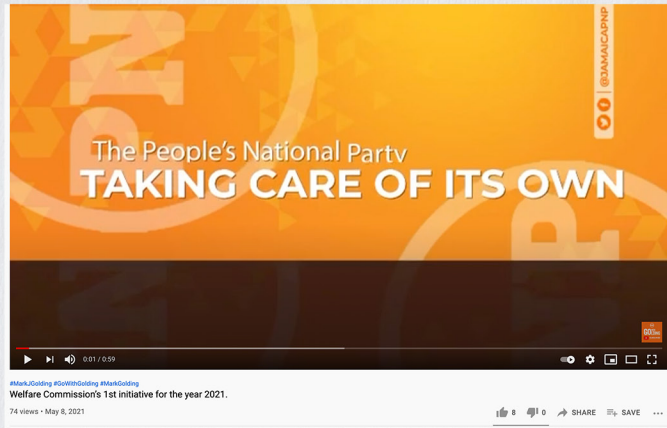 PN
@JAMAICAPNP
The People's National Party
TAKING CARE OF ITS OWN
0:01 / 0:59
#MarkJGolding #GoWithGolding #MarkGolding
Welfare Commission's 1st initiative for the year 2021.
74 views • May 8, 2021
8 0 SHARE SAVE